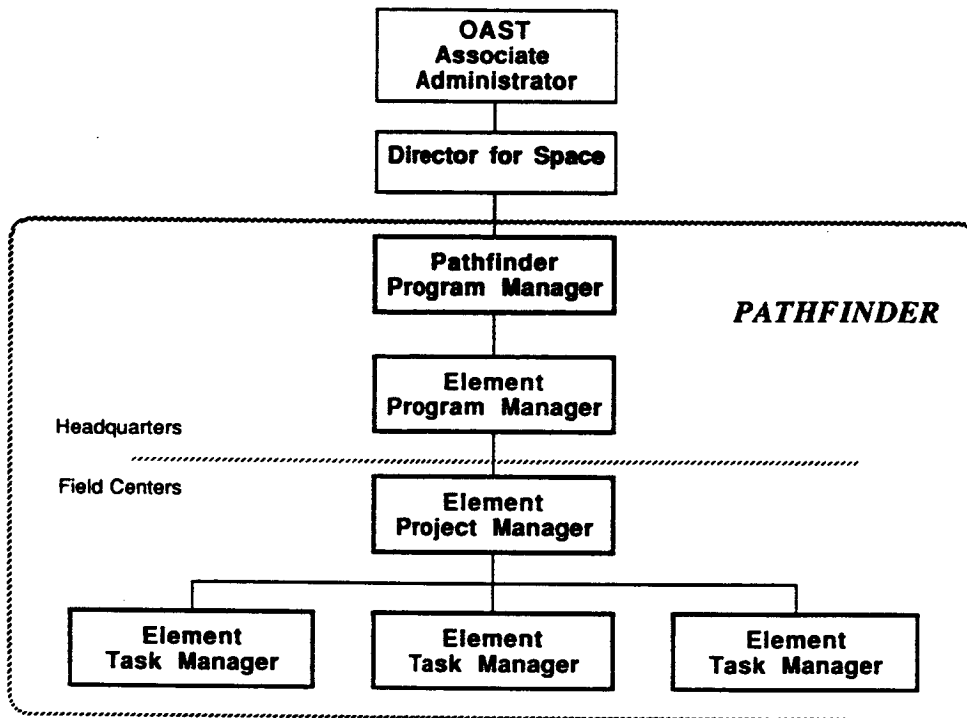 OAST
Associate
Administrator
Director for Space
Pathfinder
Program Manager
PATHFINDER
Element
Program Manager
Headquarters
Field Centers
Element
Project Manager
Element
Task Manager
Element
Task Manager
Element
Task Manager